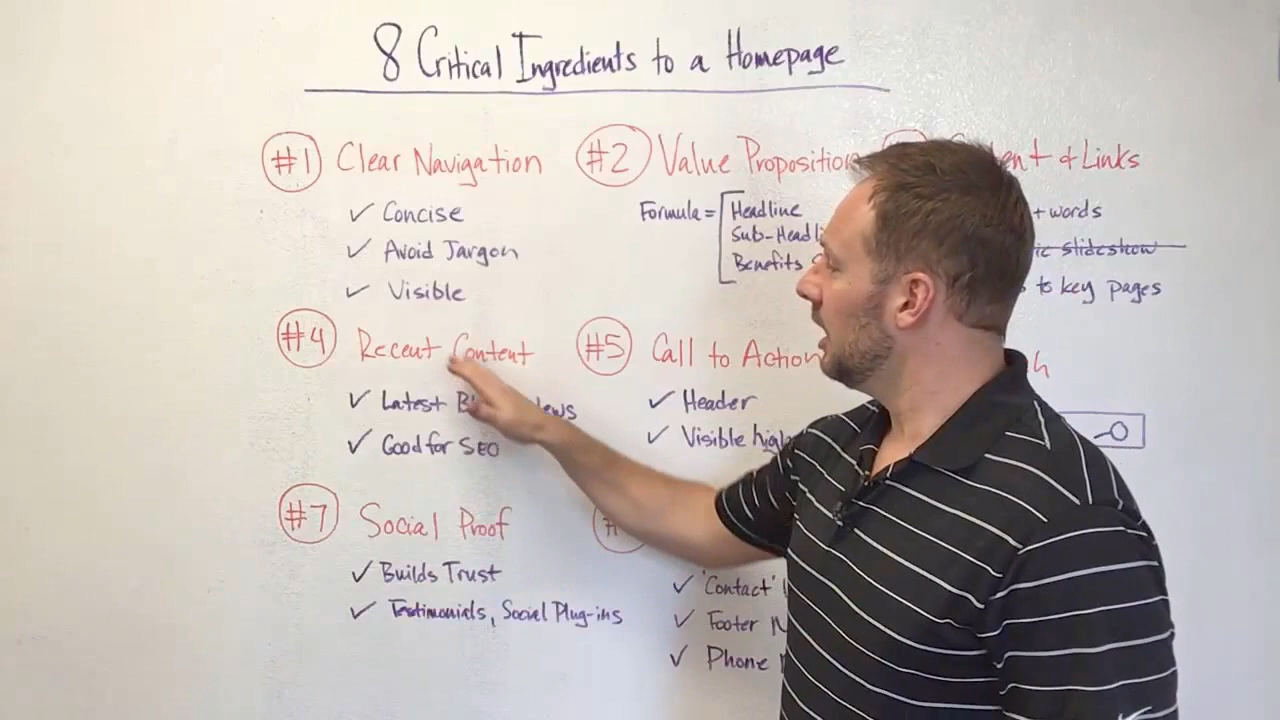 8 Critical Ingredients to a Homepage
#1 Clear Navigation
✓ Concise
✓ Avoid Jargon
✓ Visible
#2 Value Proposition
Formula = Headline
Sub-Headli
Benefits
& Links
+ words
slideshow
to key pages
#4 Recent Content
✓ Latest
✓ Good for SEO
#5 Call to Action
✓ Header
✓ Visible
#7 Social Proof
✓ Builds Trust
✓ Testimonials, Social Plug-ins
#
✓ 'Contact'
✓ Footer
✓ Phone